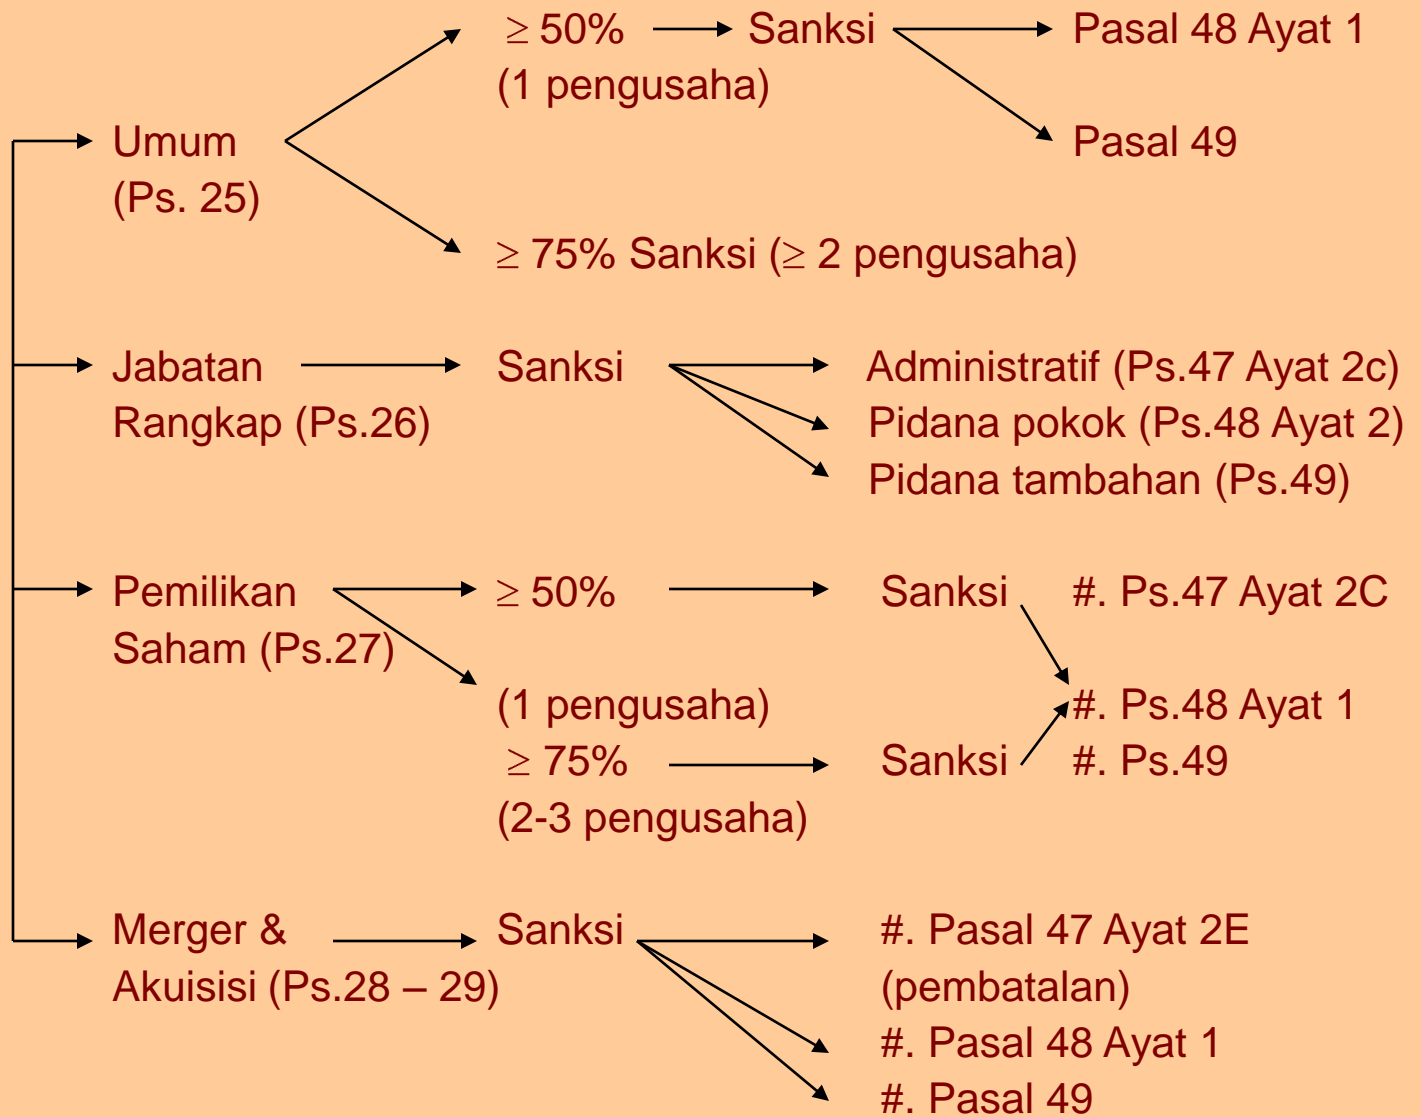 ≥ 50% Sanksi Pasal 48 Ayat 1
(1 pengusaha)
Umum Pasal 49
(Ps. 25)
≥ 75% Sanksi (≥ 2 pengusaha)
Jabatan Sanksi Administratif (Ps.47 Ayat 2c)
Rangkap (Ps.26) Pidana pokok (Ps.48 Ayat 2)
Pidana tambahan (Ps.49)
Pemilikan ≥ 50% Sanksi #. Ps.47 Ayat 2C
Saham (Ps.27)
(1 pengusaha) #. Ps.48 Ayat 1
≥ 75% Sanksi #. Ps.49
(2-3 pengusaha)
Merger & Sanksi #. Pasal 47 Ayat 2E
Akuisisi (Ps.28 – 29) (pembatalan)
#. Pasal 48 Ayat 1
#. Pasal 49